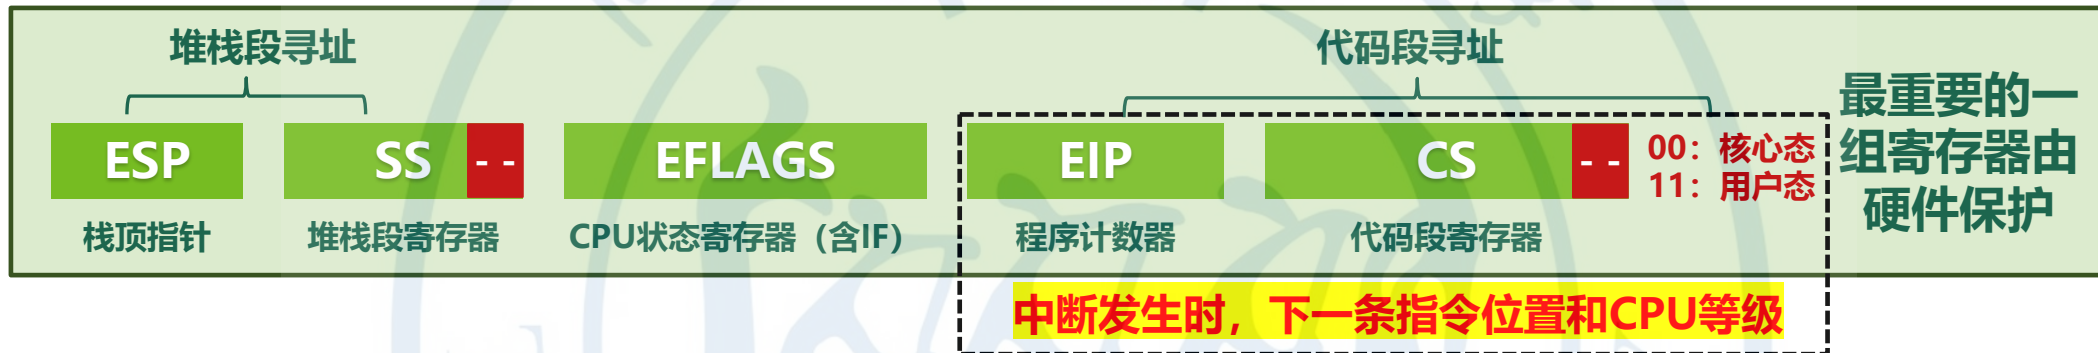 堆栈段寻址
代码段寻址
ESP
SS
- -
EFLAGS
EIP
CS
- -
00：核心态
11：用户态
栈顶指针
堆栈段寄存器
CPU状态寄存器（含IF）
程序计数器
代码段寄存器
最重要的一
组寄存器由
硬件保护
中断发生时，下一条指令位置和CPU等级